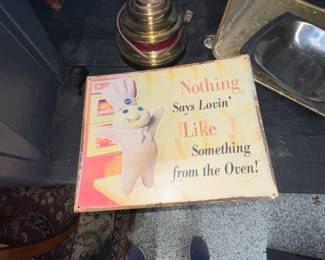 Nothing
Says Lovin'
Like
Something
from the Oven!